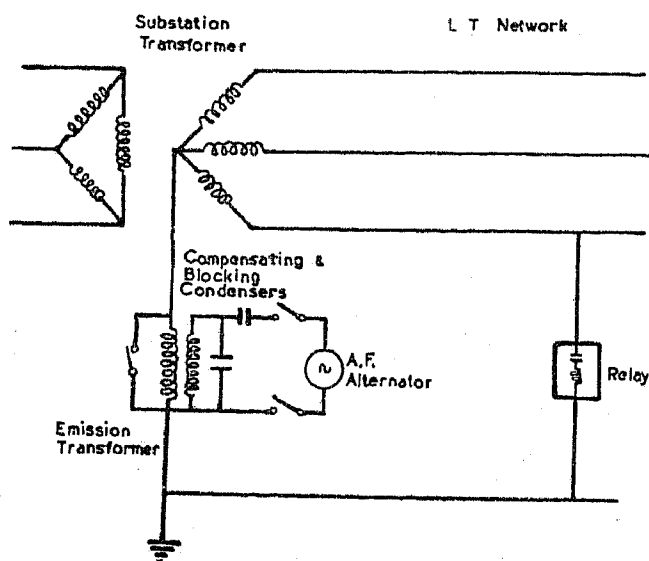 Substation
Transformer
L T Network
Compensating &
Blocking
Condensers
~
A.F.
Alternator
Relay
Emission
Transformer